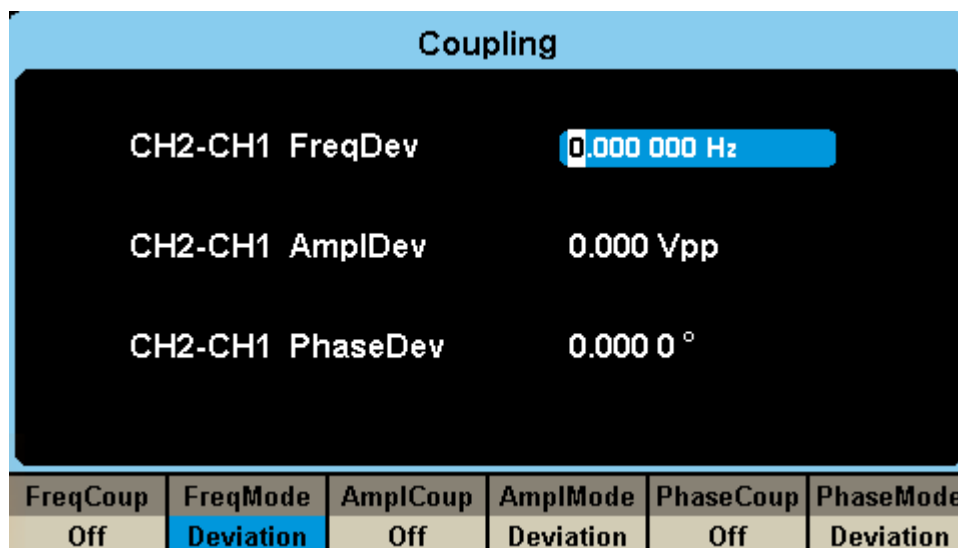 Coupling
CH2-CH1 FreqDev 0.000 000 Hz
CH2-CH1 AmplDev 0.000 Vpp
CH2-CH1 PhaseDev 0.000 0 °
FreqCoup FreqMode AmplCoup AmplMode PhaseCoup PhaseMode
Off Deviation Off Deviation Off Deviation